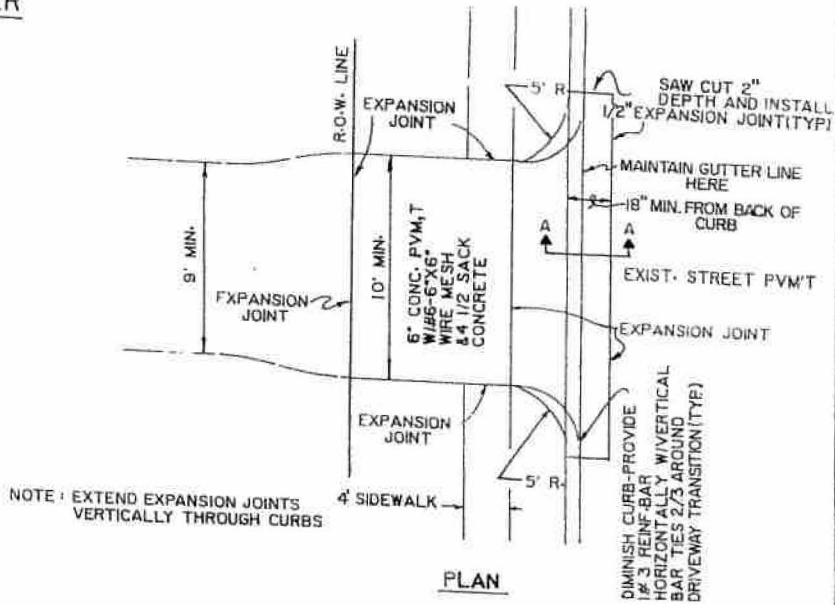 ER
R.O.W. LINE
EXPANSION
JOINT
5' R
SAW CUT 2"
DEPTH AND INSTALL
1/2" EXPANSION JOINT(TYP)
MAINTAIN GUTTER LINE
HERE
18" MIN. FROM BACK OF
CURB
A
A
9' MIN.
10' MIN.
6" CONC. PVM,T
W/#6-6"X6"
WIRE MESH
&4 1/2 SACK
CONCRETE
EXIST. STREET PVM'T
EXPANSION
JOINT
EXPANSION
JOINT
EXPANSION
JOINT
5' R.
4' SIDEWALK
NOTE : EXTEND EXPANSION JOINTS
VERTICALLY THROUGH CURBS
DIMINISH CURB-PROVIDE
1#3 REINF.BAR
HORIZONTALLY W/VERTICAL
BAR TIES 2/3 AROUND
DRIVEWAY TRANSITION(TYP.)
PLAN